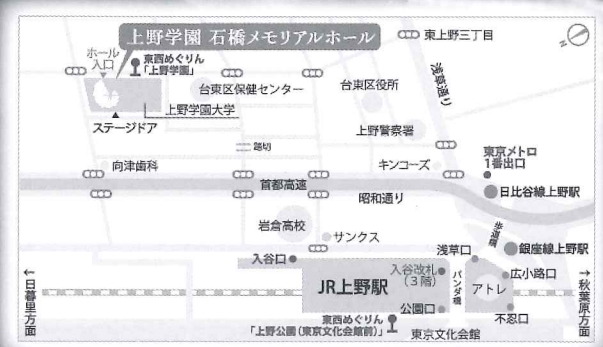 上野学園 石橋メモリアルホール
東上野三丁目
N
ホール
入口
東西めぐりん
「上野学園」
台東区保健センター
台東区役所
浅草通り
上野学園大学
ステージドア
上野警察署
踏切
向津歯科
キンコーズ
東京メトロ
1番出口
首都高速
昭和通り
日比谷線上野駅
岩倉高校
サンクス
歩道橋
浅草口
銀座線上野駅
入谷口
入谷改札
(3階)
パンダ橋
広小路口
アトレ
JR上野駅
←日暮里方面
→秋葉原方面
公園口
不忍口
東西めぐりん
「上野公園(東京文化会館前)」
東京文化会館